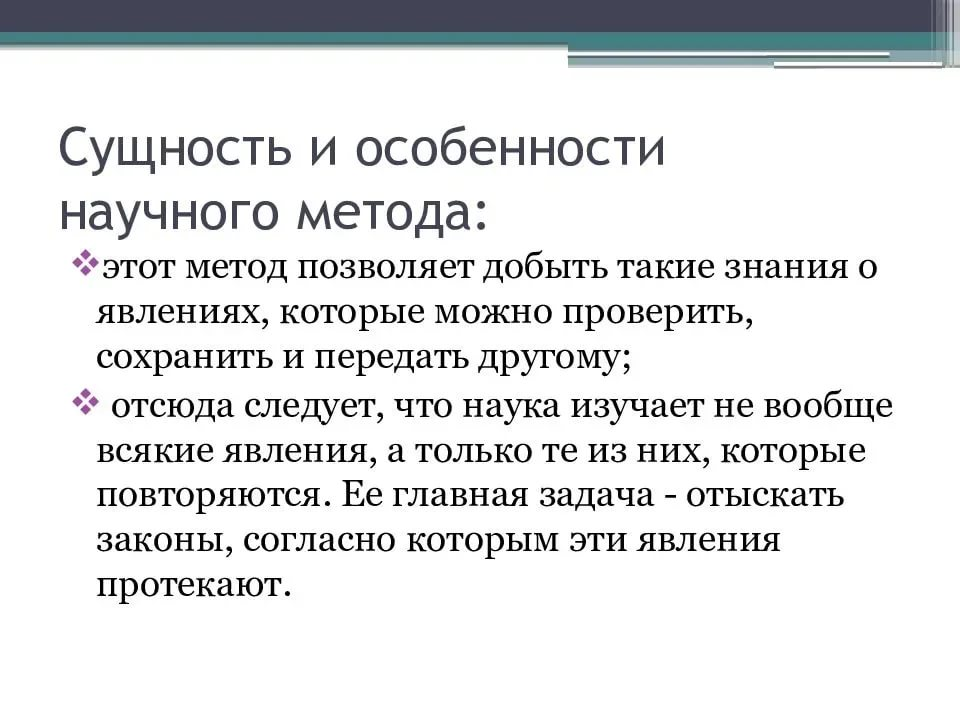 Сущность и особенности
научного метода:
этот метод позволяет добыть такие знания о
явлениях, которые можно проверить,
сохранить и передать другому;
отсюда следует, что наука изучает не вообще
всякие явления, а только те из них, которые
повторяются. Ее главная задача - отыскать
законы, согласно которым эти явления
протекают.